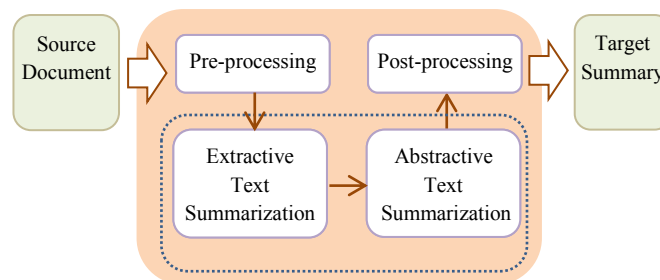 Source
Document
Pre-processing
Post-processing
Target
Summary
Extractive
Text
Summarization
Abstractive
Text
Summarization